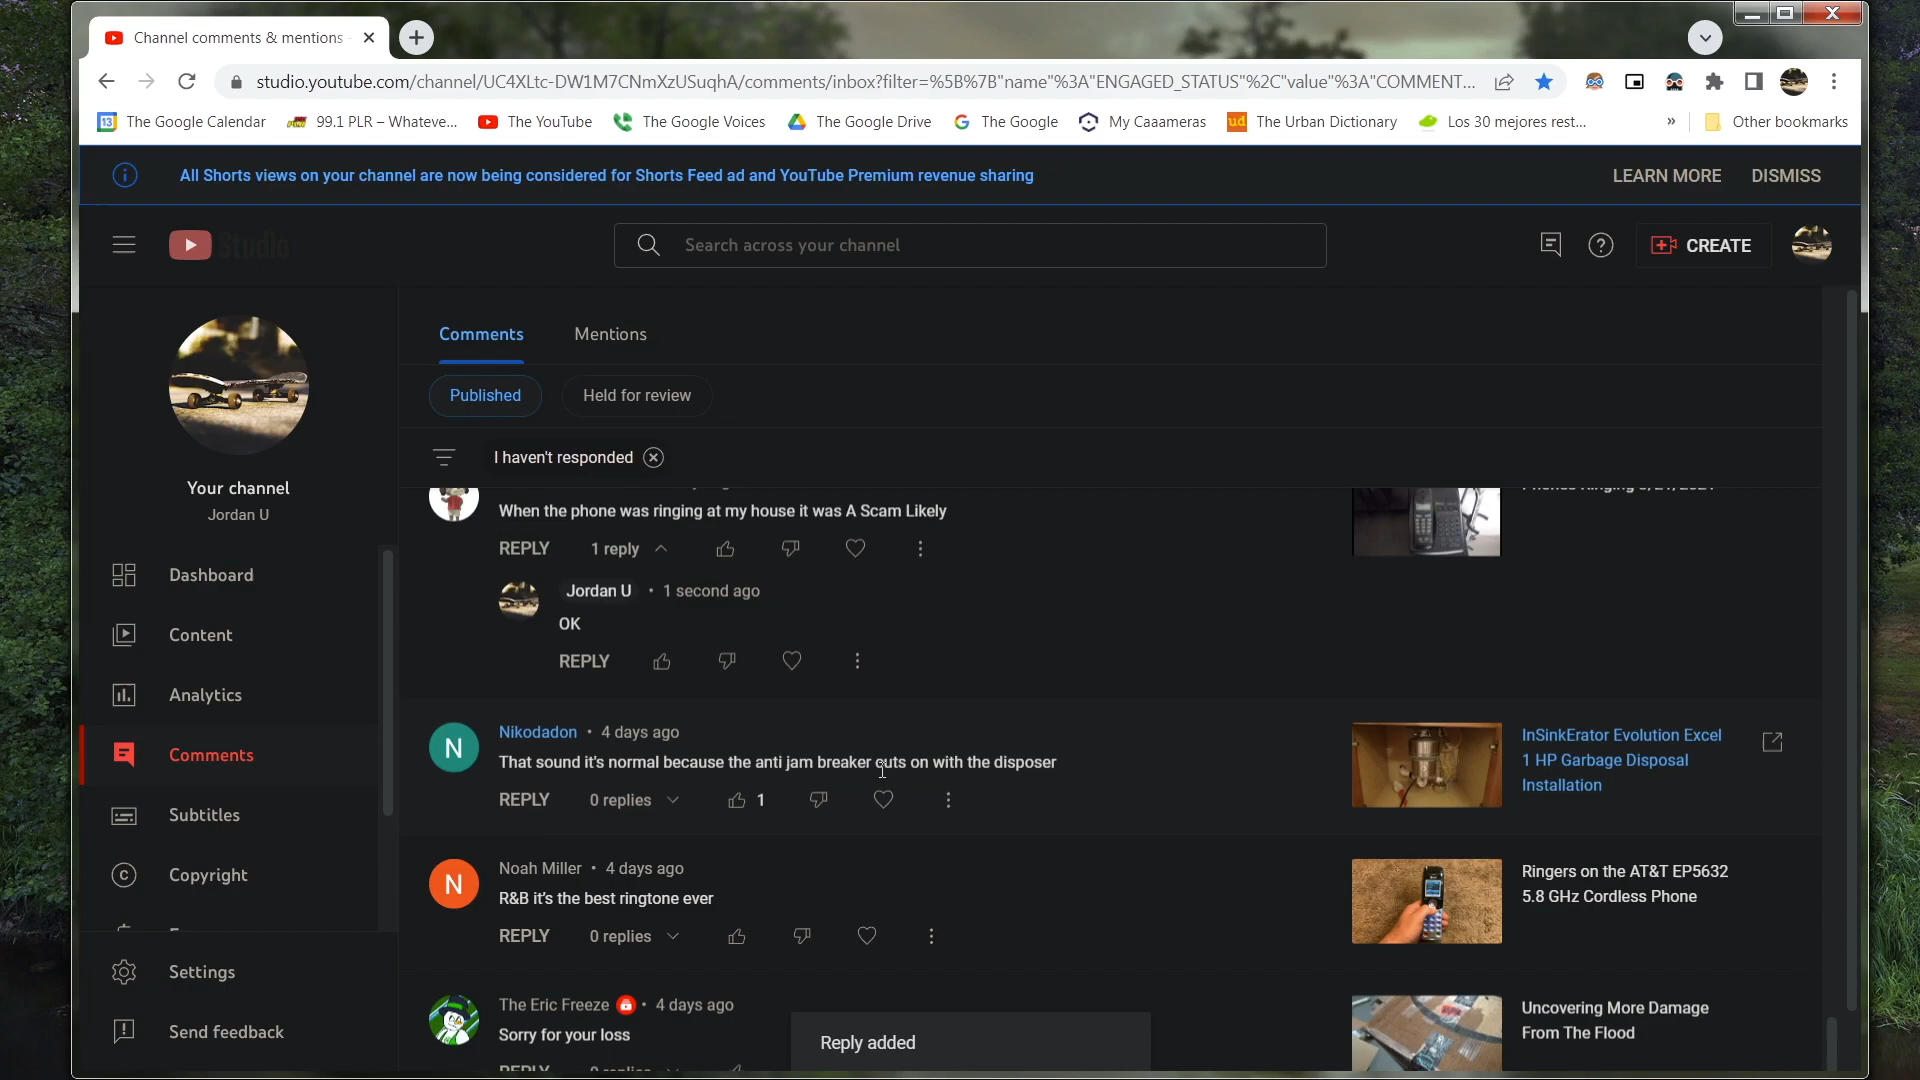 Channel comments & mentions
studio.youtube.com/channel/UC4XLtc-DW1M7CNmXzUSuqhA/comments/inbox?filter=%5B%7B"name"%3A"ENGAGED_STATUS"%2C"value"%3A"COMMENT...
13 The Google Calendar
99.1 PLR – Whateve...
The YouTube
The Google Voices
The Google Drive
The Google
My Caaameras
ud The Urban Dictionary
Los 30 mejores rest...
» Other bookmarks
All Shorts views on your channel are now being considered for Shorts Feed ad and YouTube Premium revenue sharing
LEARN MORE
DISMISS
Studio
Search across your channel
CREATE
Your channel
Jordan U
Dashboard
Content
Analytics
Comments
Subtitles
Copyright
Settings
Send feedback
Comments
Mentions
Published
Held for review
I haven't responded
When the phone was ringing at my house it was A Scam Likely
REPLY 1 reply
Jordan U • 1 second ago
OK
REPLY
N
Nikodadon • 4 days ago
That sound it's normal because the anti jam breaker cuts on with the disposer
REPLY 0 replies 1
InSinkErator Evolution Excel
1 HP Garbage Disposal
Installation
N
Noah Miller • 4 days ago
R&B it's the best ringtone ever
REPLY 0 replies
Ringers on the AT&T EP5632
5.8 GHz Cordless Phone
The Eric Freeze • 4 days ago
Sorry for your loss
REPLY 0 replies
Uncovering More Damage
From The Flood
Reply added